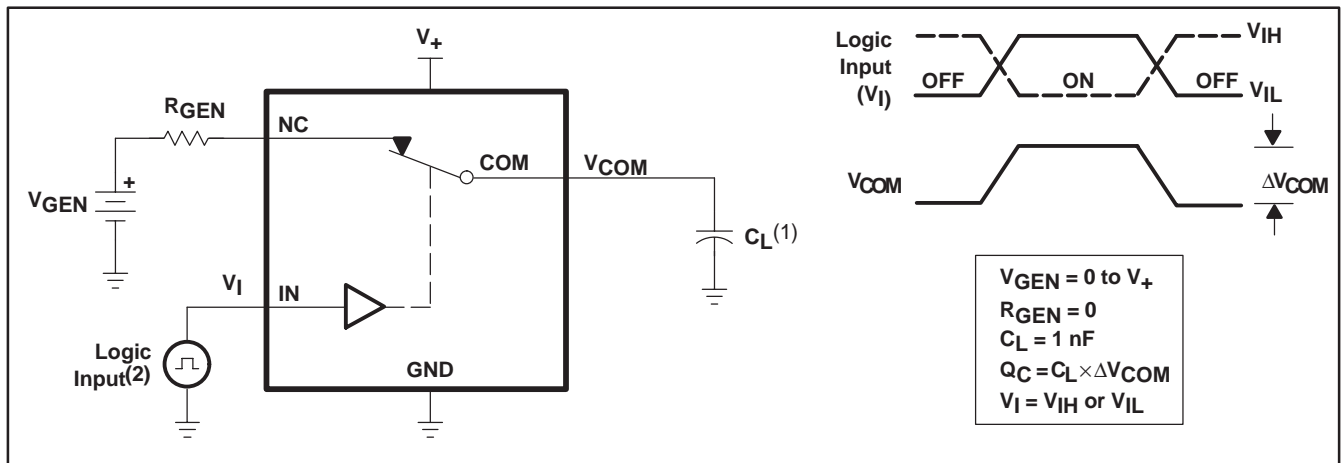 V+
RGEN
NC
COM
VCOM
VGEN
+
CL(1)
VI
IN
Logic
Input(2)
GND
Logic
Input
(VI)
OFF
ON
OFF
VIH
VIL
VCOM
ΔVCOM
VGEN = 0 to V+
RGEN = 0
CL = 1 nF
QC = CL × ΔVCOM
VI = VIH or VIL